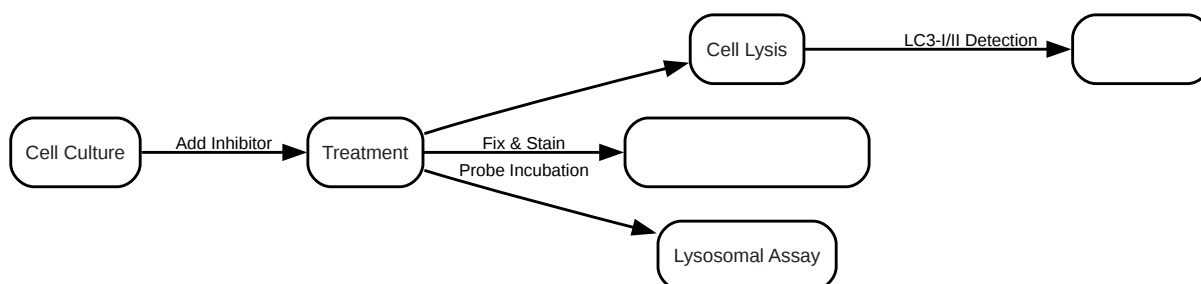 Cell Lysis
LC3-I/II Detection
Cell Culture
Add Inhibitor
Treatment
Fix & Stain
Probe Incubation
Lysosomal Assay